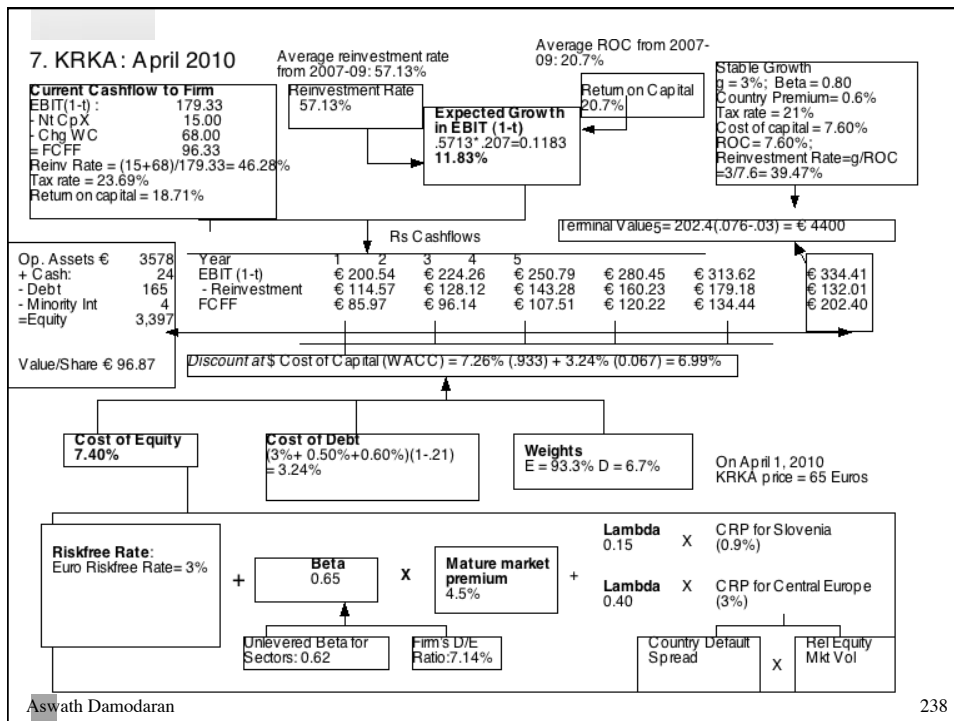 7. KRKA: April 2010
Average reinvestment rate
from 2007-09: 57.13%
Average ROC from 2007-
09: 20.7%
Current Cashflow to Firm
EBIT(1-t) : 179.33
- Nt CpX 15.00
- Chg WC 68.00
= FCFF 96.33
Reinv Rate = (15+68)/179.33= 46.28%
Tax rate = 23.69%
Return on capital = 18.71%
Reinvestment Rate
57.13%
Expected Growth
in EBIT (1-t)
.5713*.207=0.1183
11.83%
Return on Capital
20.7%
Stable Growth
g = 3%; Beta = 0.80
Country Premium= 0.6%
Tax rate = 21%
Cost of capital = 7.60%
ROC= 7.60%;
Reinvestment Rate=g/ROC
=3/7.6= 39.47%
Terminal Value5= 202.4(.076-.03) = € 4400
Rs Cashflows
Op. Assets € 3578
+ Cash: 24
- Debt 165
- Minority Int 4
=Equity 3,397
Value/Share € 96.87
Year 1 2 3 4 5
EBIT (1-t) € 200.54 € 224.26 € 250.79 € 280.45 € 313.62 € 334.41
- Reinvestment € 114.57 € 128.12 € 143.28 € 160.23 € 179.18 € 132.01
FCFF € 85.97 € 96.14 € 107.51 € 120.22 € 134.44 € 202.40
Discount at $ Cost of Capital (WACC) = 7.26% (.933) + 3.24% (0.067) = 6.99%
Cost of Equity
7.40%
Cost of Debt
(3%+ 0.50%+0.60%)(1-.21)
= 3.24%
Weights
E = 93.3% D = 6.7%
On April 1, 2010
KRKA price = 65 Euros
Riskfree Rate:
Euro Riskfree Rate= 3%
+
Beta
0.65
X
Mature market
premium
4.5%
+
Lambda
0.15
X
CRP for Slovenia
(0.9%)
Lambda
0.40
X
CRP for Central Europe
(3%)
Unlevered Beta for
Sectors: 0.62
Firm's D/E
Ratio:7.14%
Country Default
Spread
X
Rel Equity
Mkt Vol
Aswath Damodaran
238